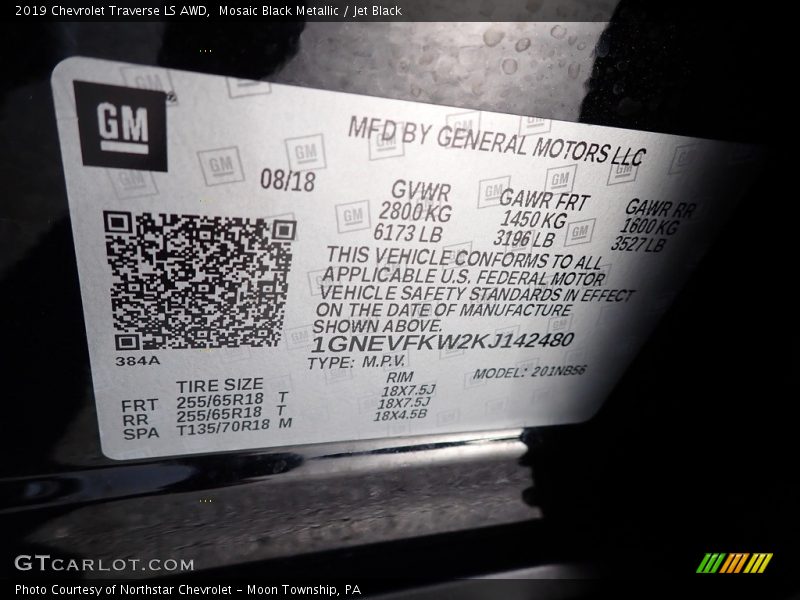 2019 Chevrolet Traverse LS AWD,  Mosaic Black Metallic / Jet Black
GM
MFD BY GENERAL MOTORS LLC
08/18
GVWR
2800 KG
6173 LB
GAWR FRT
1450 KG
3196 LB
GAWR RR
1600 KG
3527 LB
THIS VEHICLE CONFORMS TO ALL
APPLICABLE U.S. FEDERAL MOTOR
VEHICLE SAFETY STANDARDS IN EFFECT
ON THE DATE OF MANUFACTURE
SHOWN ABOVE.
1GNEVFKW2KJ142480
TYPE: M.P.V.
MODEL: 201NB56
384A
TIRE SIZE
RIM
FRT 255/65R18 T 18X7.5J
RR 255/65R18 T 18X7.5J
SPA T135/70R18 M 18X4.5B
GTCARLOT.COM
Photo Courtesy of Northstar Chevrolet - Moon Township, PA